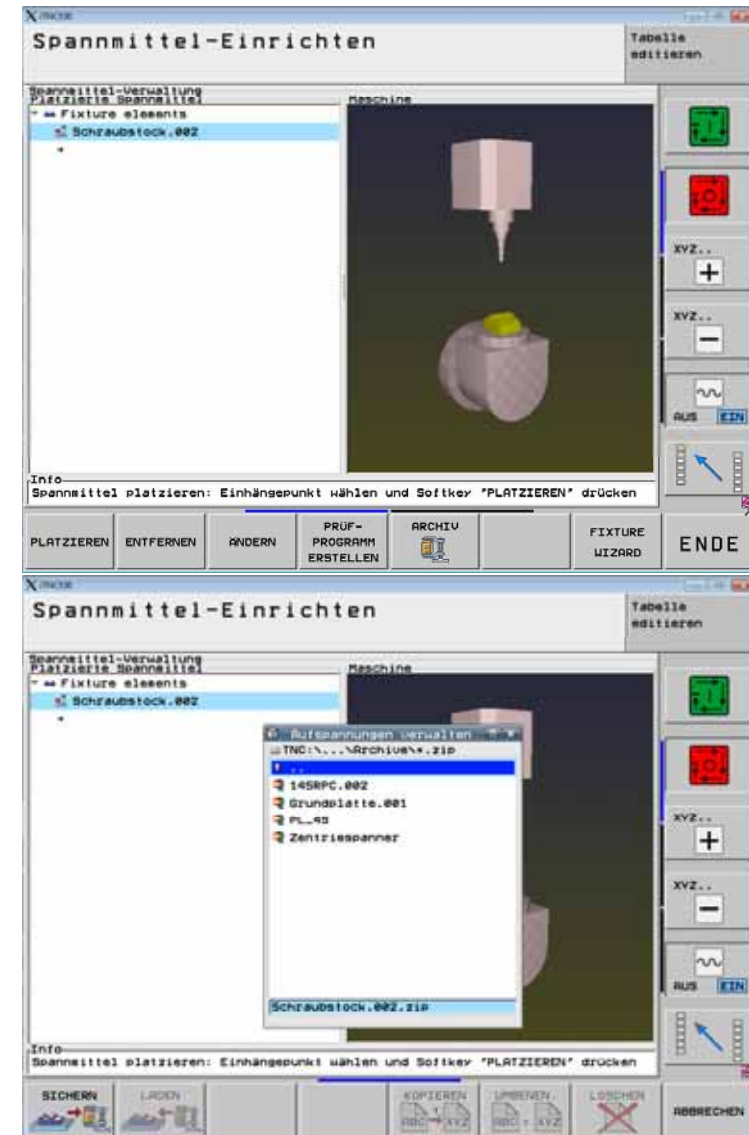 Spannmittel-Einrichten
Tabelle
editieren
Spannmittel-Verwaltung
Platzierte Spannmittel
Maschine
Fixture elements
Schraubstock.002
XYZ..
+
XYZ..
-
AUS EIN
Info
Spannmittel platzieren: Einhängepunkt wählen und Softkey "PLATZIEREN" drücken
PLATZIEREN
ENTFERNEN
ÄNDERN
PRÜF-
PROGRAMM
ERSTELLEN
ARCHIV
FIXTURE
WIZARD
ENDE
Spannmittel-Einrichten
Tabelle
editieren
Spannmittel-Verwaltung
Platzierte Spannmittel
Maschine
Fixture elements
Schraubstock.002
Aufspannungen verwalten
TNC:\...\Archive\*.zip
..
145RPC.002
Grundplatte.001
PL_45
Zentriespanner
Schraubstock.002.zip
XYZ..
+
XYZ..
-
AUS EIN
Info
Spannmittel platzieren: Einhängepunkt wählen und Softkey "PLATZIEREN" drücken
SICHERN
LADEN
KOPIEREN
ABC XYZ
UMBENEN.
ABC = XYZ
LÖSCHEN
ABBRECHEN